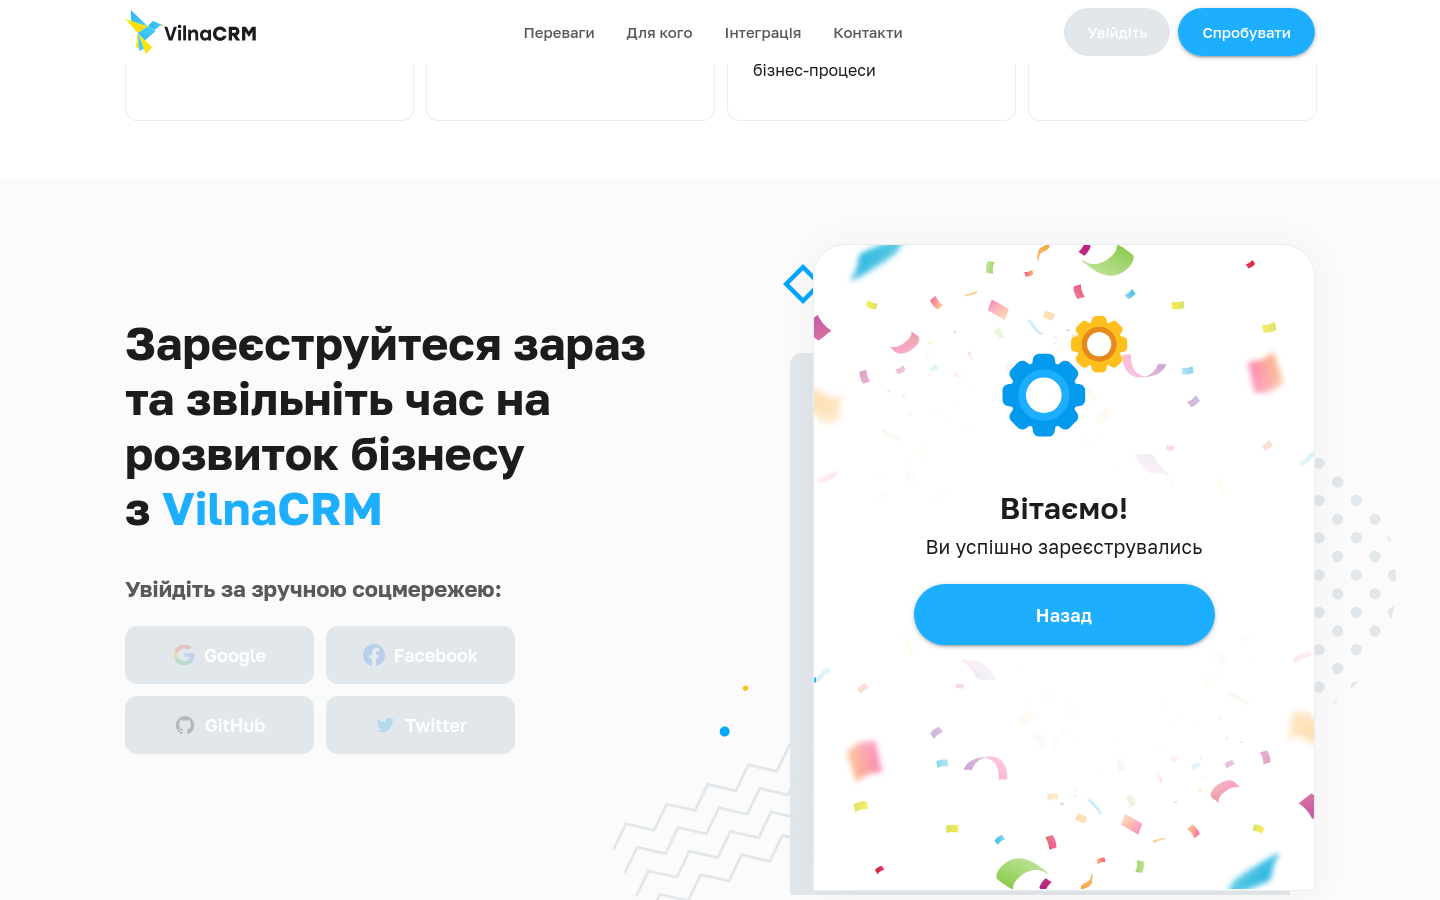 VilnaCRM
Переваги
Для кого
Інтеграція
Контакти
Увійдіть
Спробувати
бізнес-процеси
Зареєструйтеся зараз
та звільніть час на
розвиток бізнесу
з VilnaCRM
Увійдіть за зручною соцмережею:
Google
Facebook
GitHub
Twitter
Вітаємо!
Ви успішно зареєструвались
Назад